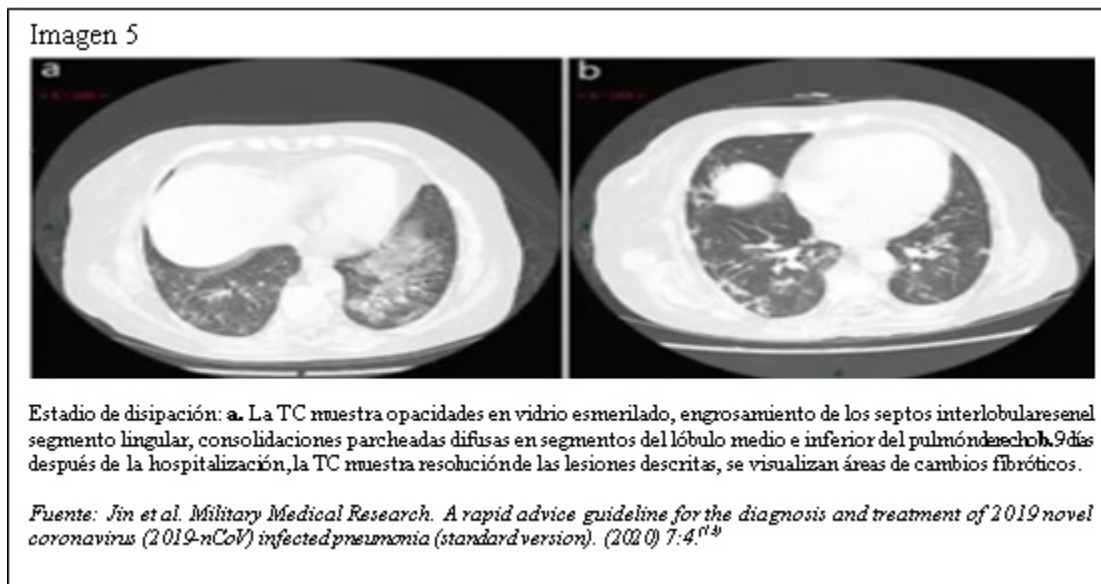 Imagen 5
a
b
Estadio de disipación: a. La TC muestra opacidades en vidrio esmerilado, engrosamiento de los septos interlobularesenel
segmento lingular, consolidaciones parcheadas difusas en segmentos del lóbulo medio e inferior del pulmónderechob.9días
después de la hospitalización,la TC muestra resolución de las lesiones descritas, se visualizan áreas de cambios fibróticos.
Fuente: Jin et al. Military Medical Research. A rapid advice guideline for the diagnosis and treatment of 2019 novel
coronavirus (2019-nCoV) infected pneumonia (standard version). (2020) 7:4.